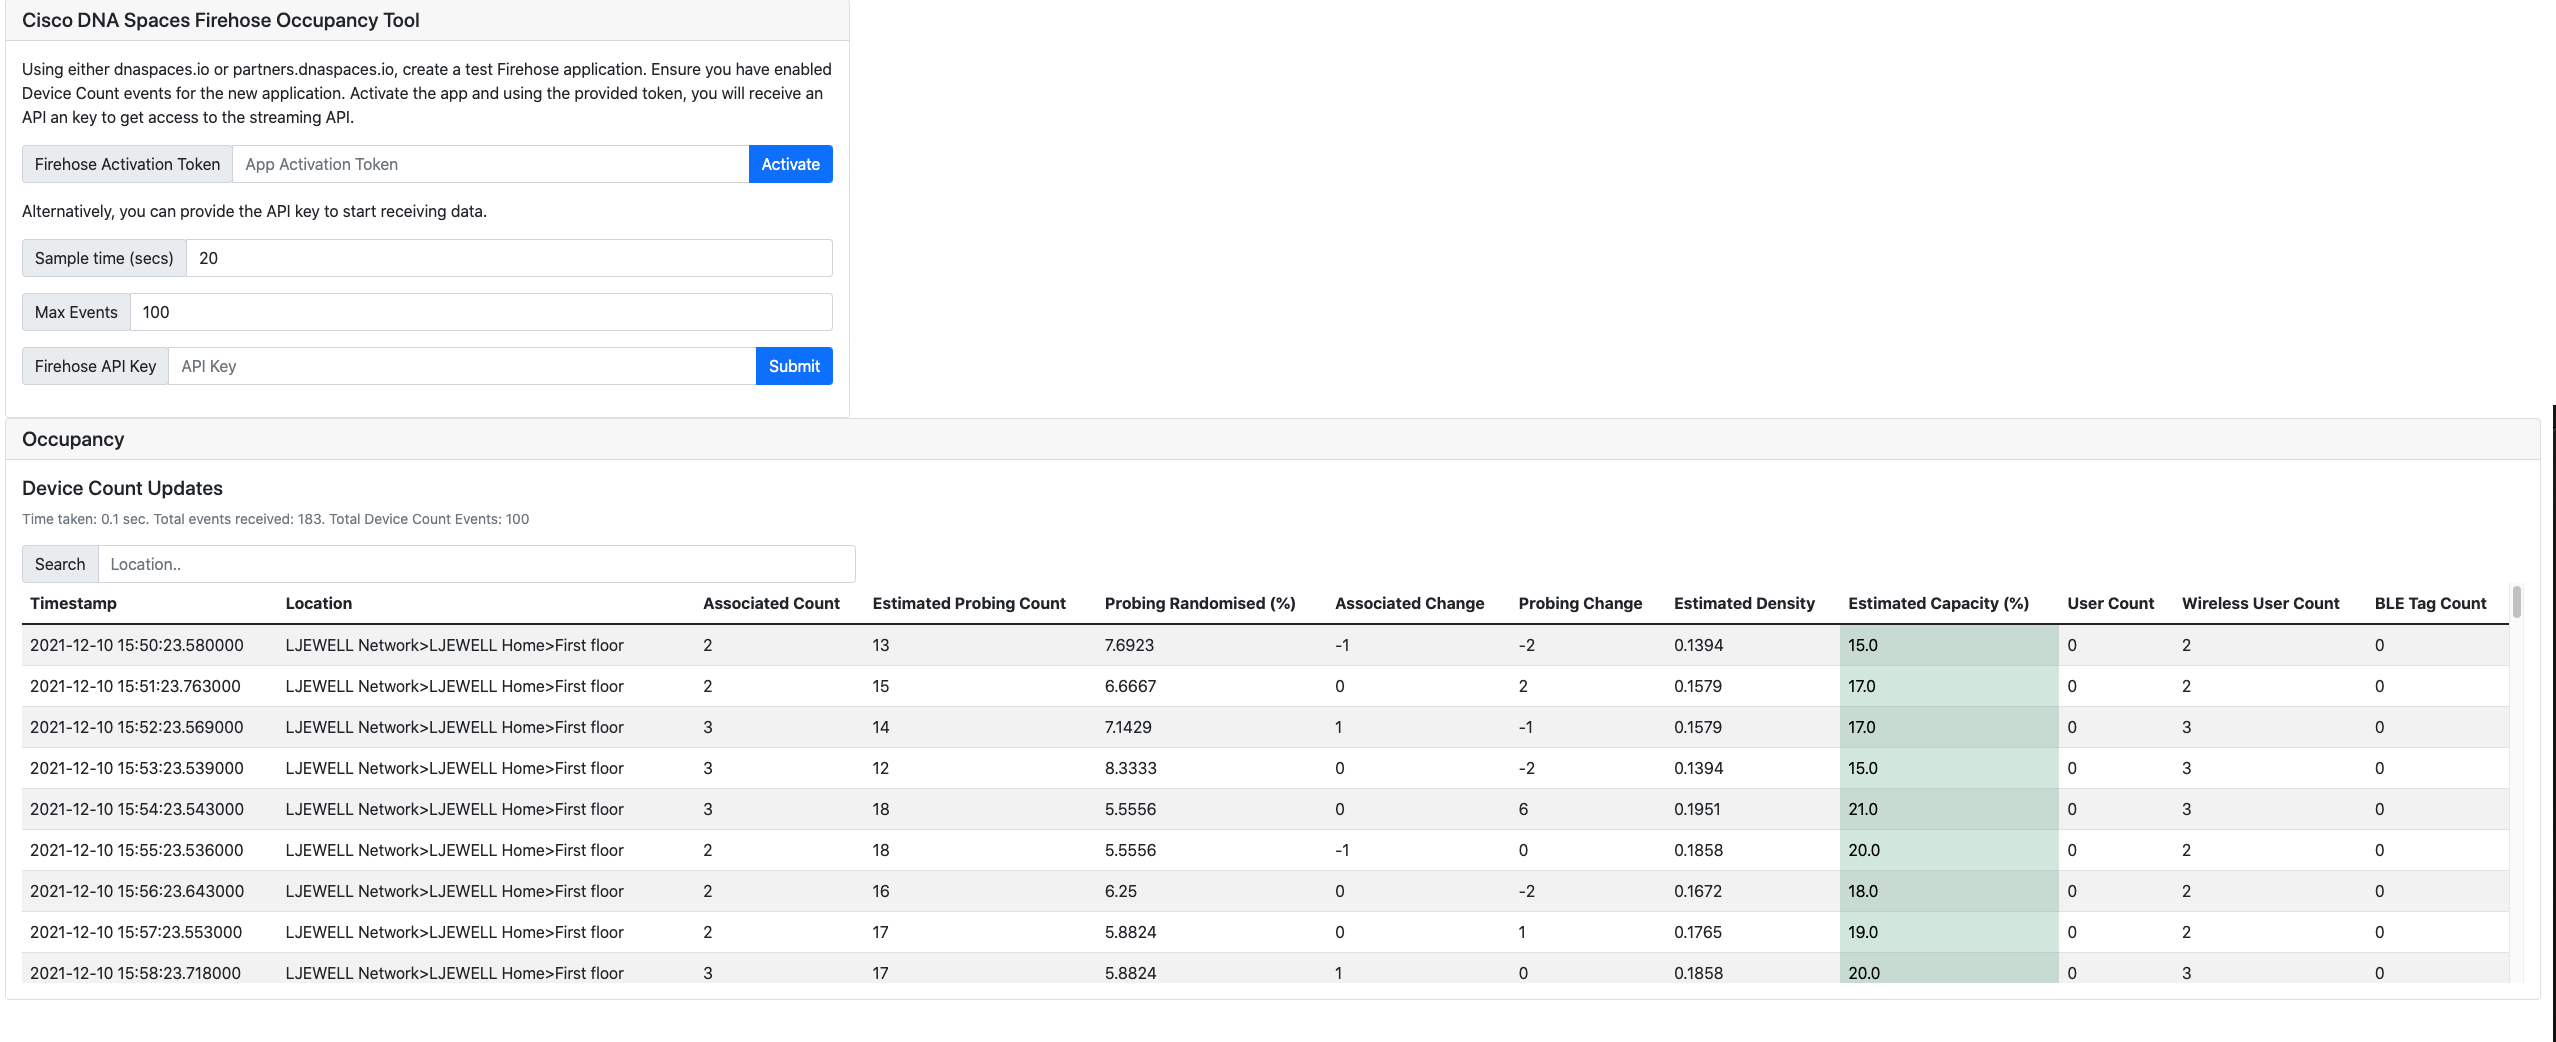 Cisco DNA Spaces Firehose Occupancy Tool
Using either dnaspaces.io or partners.dnaspaces.io, create a test Firehose application. Ensure you have enabled
Device Count events for the new application. Activate the app and using the provided token, you will receive an
API an key to get access to the streaming API.
Firehose Activation Token App Activation Token Activate
Alternatively, you can provide the API key to start receiving data.
Sample time (secs) 20
Max Events 100
Firehose API Key API Key Submit
Occupancy
Device Count Updates
Time taken: 0.1 sec. Total events received: 183. Total Device Count Events: 100
Search Location..
Timestamp Location Associated Count Estimated Probing Count Probing Randomised (%) Associated Change Probing Change Estimated Density Estimated Capacity (%) User Count Wireless User Count BLE Tag Count
2021-12-10 15:50:23.580000 LJEWELL Network>LJEWELL Home>First floor 2 13 7.6923 -1 -2 0.1394 15.0 0 2 0
2021-12-10 15:51:23.763000 LJEWELL Network>LJEWELL Home>First floor 2 15 6.6667 0 2 0.1579 17.0 0 2 0
2021-12-10 15:52:23.569000 LJEWELL Network>LJEWELL Home>First floor 3 14 7.1429 1 -1 0.1579 17.0 0 3 0
2021-12-10 15:53:23.539000 LJEWELL Network>LJEWELL Home>First floor 3 12 8.3333 0 -2 0.1394 15.0 0 3 0
2021-12-10 15:54:23.543000 LJEWELL Network>LJEWELL Home>First floor 3 18 5.5556 0 6 0.1951 21.0 0 3 0
2021-12-10 15:55:23.536000 LJEWELL Network>LJEWELL Home>First floor 2 18 5.5556 -1 0 0.1858 20.0 0 2 0
2021-12-10 15:56:23.643000 LJEWELL Network>LJEWELL Home>First floor 2 16 6.25 0 -2 0.1672 18.0 0 2 0
2021-12-10 15:57:23.553000 LJEWELL Network>LJEWELL Home>First floor 2 17 5.8824 0 1 0.1765 19.0 0 2 0
2021-12-10 15:58:23.718000 LJEWELL Network>LJEWELL Home>First floor 3 17 5.8824 1 0 0.1858 20.0 0 3 0